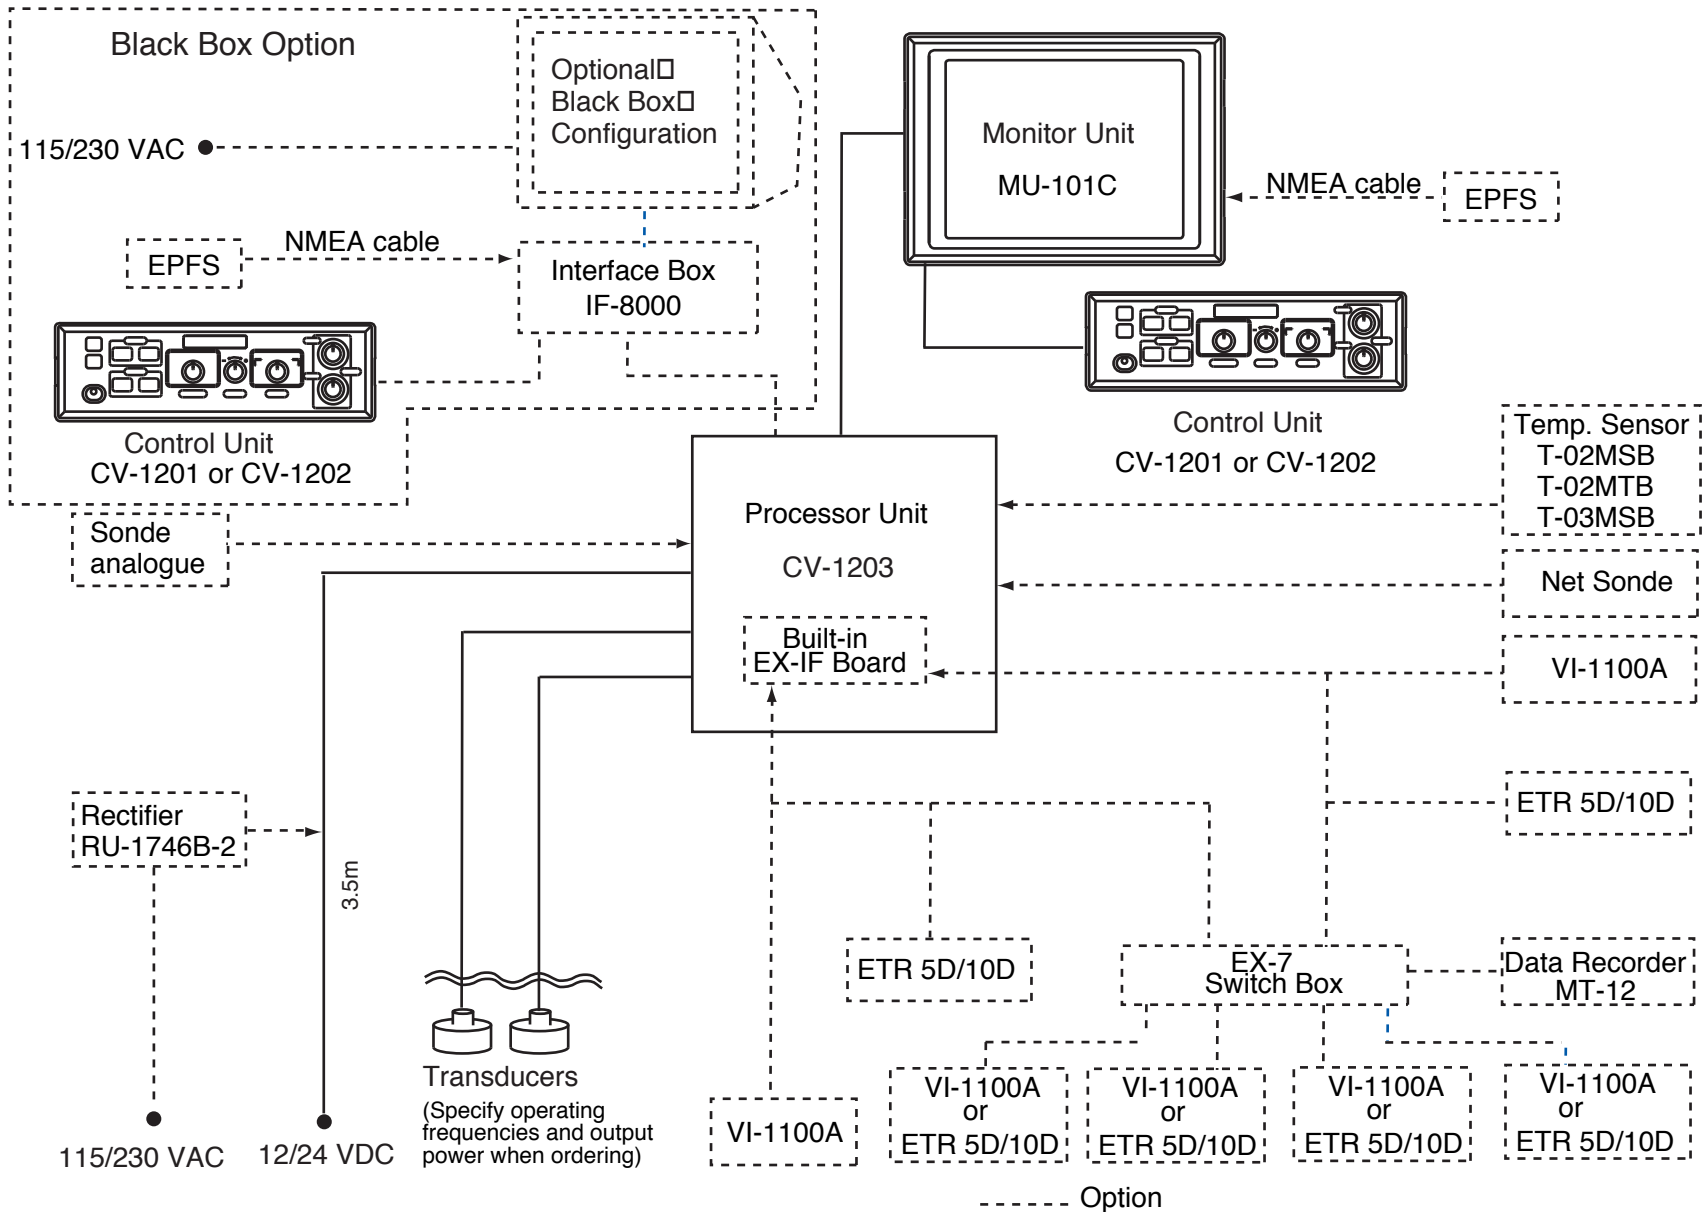 Black Box Option
Optional□
Black Box□
Configuration
115/230 VAC
NMEA cable
EPFS
Interface Box
IF-8000
Control Unit
CV-1201 or CV-1202
Monitor Unit
MU-101C
NMEA cable
EPFS
Control Unit
CV-1201 or CV-1202
Temp. Sensor
T-02MSB
T-02MTB
T-03MSB
Sonde
analogue
Processor Unit
CV-1203
Built-in
EX-IF Board
Net Sonde
VI-1100A
ETR 5D/10D
Rectifier
RU-1746B-2
3.5m
ETR 5D/10D
EX-7
Switch Box
Data Recorder
MT-12
Transducers
(Specify operating
frequencies and output
power when ordering)
115/230 VAC
12/24 VDC
VI-1100A
VI-1100A
or
ETR 5D/10D
VI-1100A
or
ETR 5D/10D
VI-1100A
or
ETR 5D/10D
VI-1100A
or
ETR 5D/10D
Option